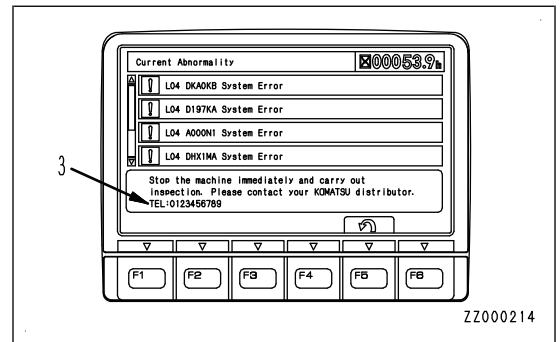 Current Abnormality
00053.9h
L04 DKA0KB System Error
L04 D197KA System Error
L04 A000N1 System Error
L04 DHX1MA System Error
3
Stop the machine immediately and carry out
inspection. Please contact your KOMATSU distributor.
TEL:0123456789
F1 F2 F3 F4 F5 F6
ZZ000214